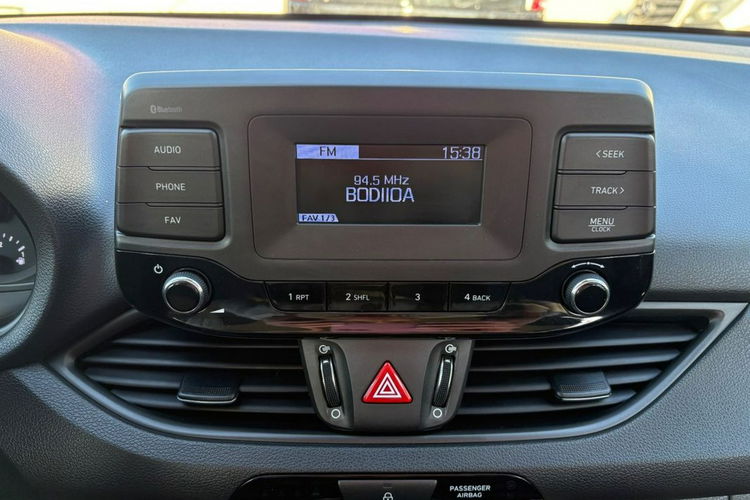 Bluetooth
AUDIO
PHONE
FAV
FM 15:38
94.5 MHz
BODIIOA
FAV.1/3
< SEEK
TRACK >
MENU
CLOCK
1 RPT
2 SHFL
3
4 BACK
PASSENGER
AIRBAG